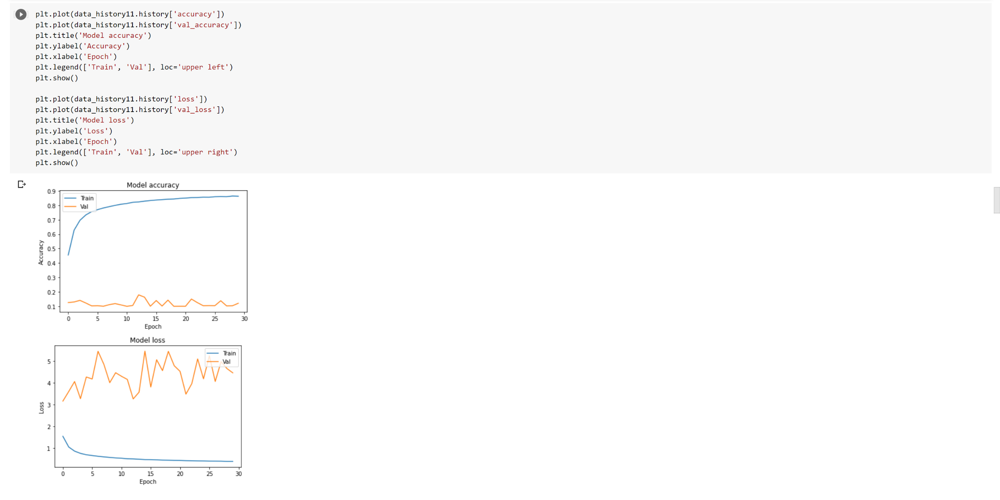 plt.plot(data_history11.history['accuracy'])
plt.plot(data_history11.history['val_accuracy'])
plt.title('Model accuracy')
plt.ylabel('Accuracy')
plt.xlabel('Epoch')
plt.legend(['Train', 'Val'], loc='upper left')
plt.show()
plt.plot(data_history11.history['loss'])
plt.plot(data_history11.history['val_loss'])
plt.title('Model loss')
plt.ylabel('Loss')
plt.xlabel('Epoch')
plt.legend(['Train', 'Val'], loc='upper right')
plt.show()
Model accuracy
0.9
Train
Val
0.8
0.7
0.6
0.5
Accuracy
0.4
0.3
0.2
0.1
0 5 10 15 20 25 30
Epoch
Model loss
Train
Val
5
4
Loss
3
2
1
0 5 10 15 20 25 30
Epoch